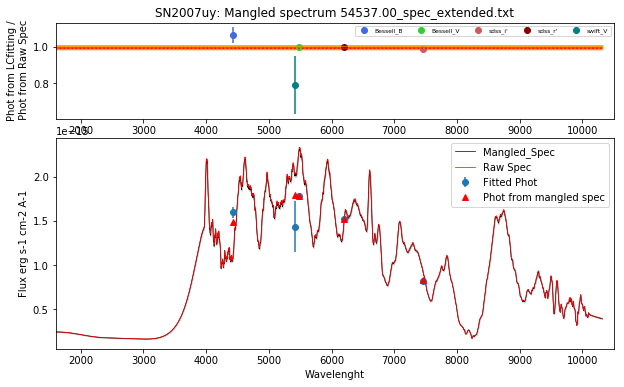 SN2007uy: Mangled spectrum 54537.00_spec_extended.txt
Phot from LCfitting /
Phot from Raw Spec
1.0
0.8
Bessell_B
Bessell_V
sdss_i'
sdss_r'
swift_V
2000 3000 4000 5000 6000 7000 8000 9000 10000
1e−15
Flux erg s-1 cm-2 A-1
2.0
1.5
1.0
0.5
Mangled_Spec
Raw Spec
Fitted Phot
Phot from mangled spec
2000 3000 4000 5000 6000 7000 8000 9000 10000
Wavelenght